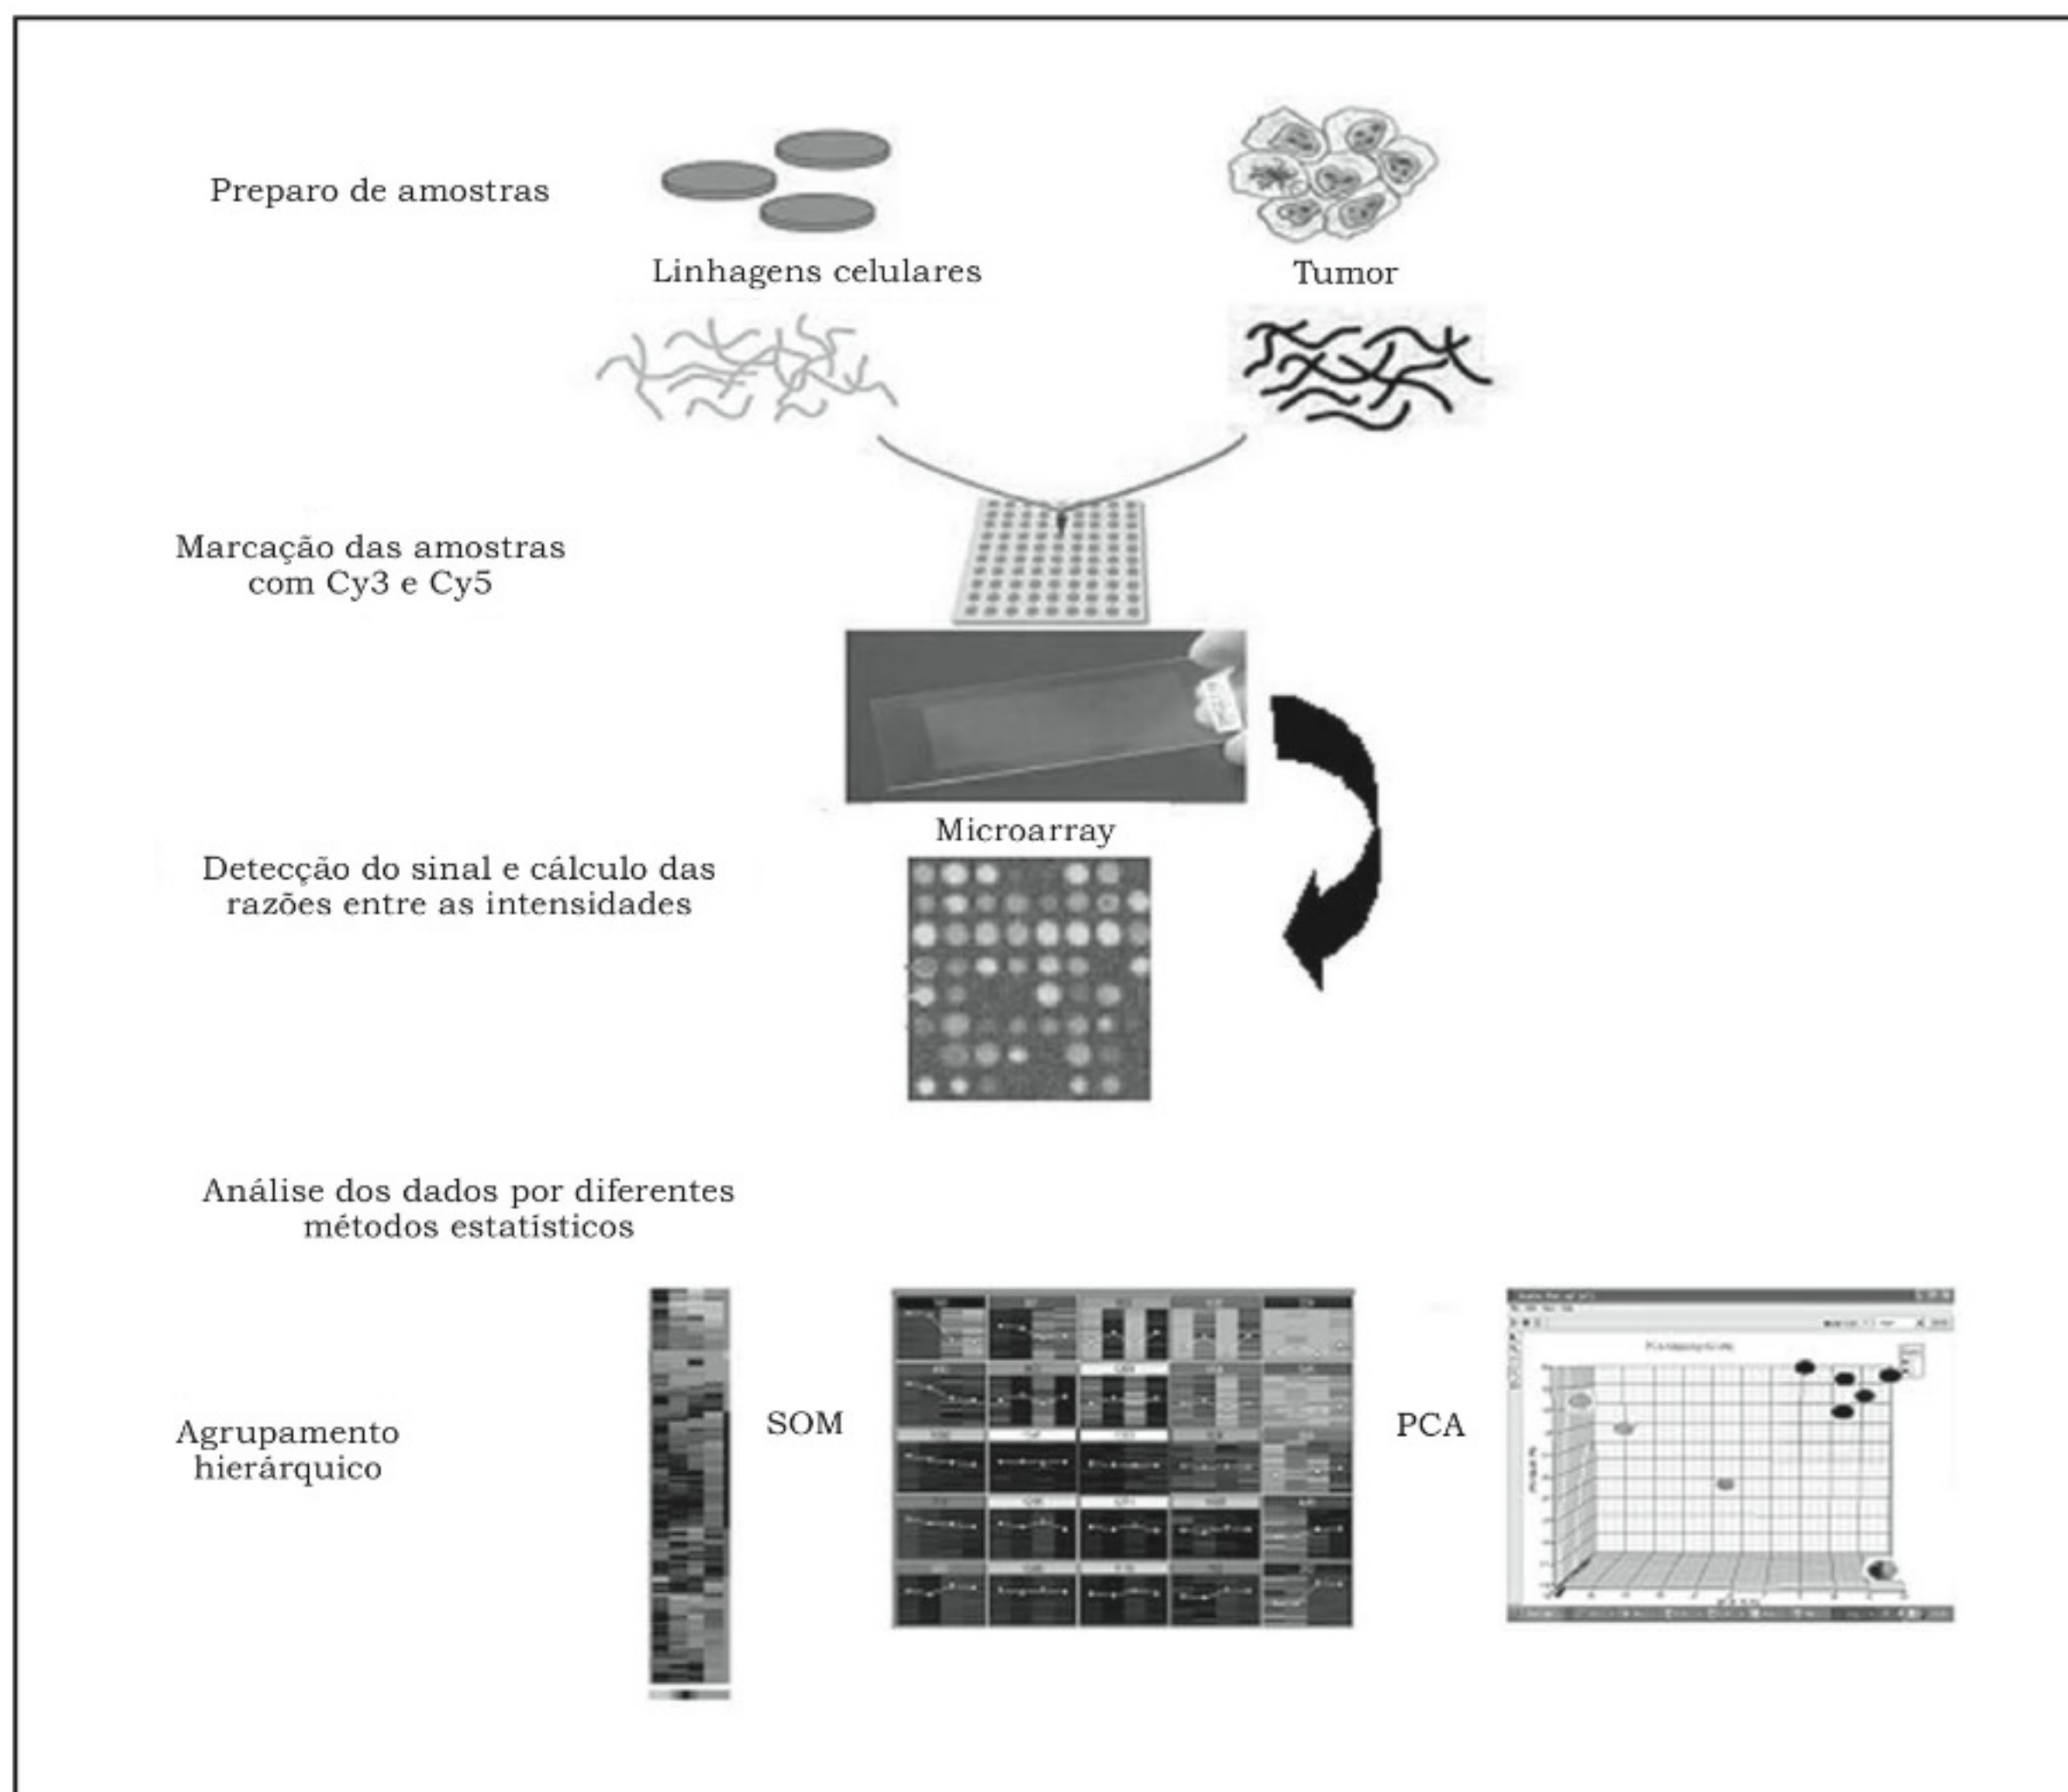 Preparo de amostras
Linhagens celulares
Tumor
Marcação das amostras
com Cy3 e Cy5
Microarray
Detecção do sinal e cálculo das
razões entre as intensidades
Análise dos dados por diferentes
métodos estatísticos
Agrupamento
hierárquico
SOM
PCA